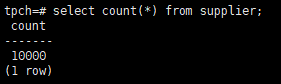 tpch=# select count(*) from supplier;
 count
-------
 10000
(1 row)